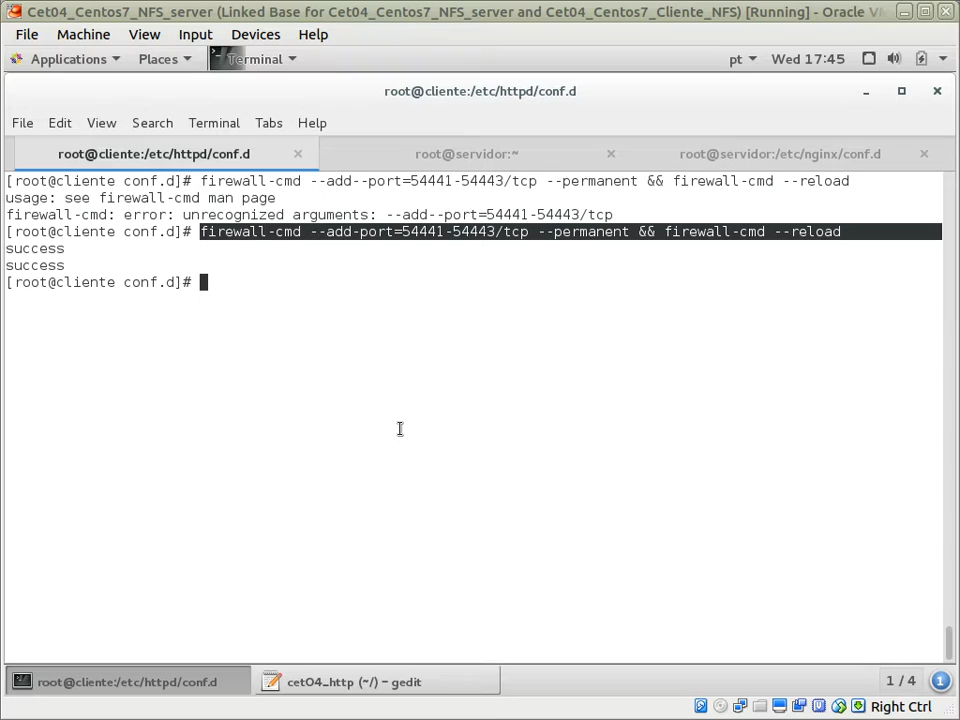 Cet04_Centos7_NFS_server (Linked Base for Cet04_Centos7_NFS_server and Cet04_Centos7_Cliente_NFS) [Running] - Oracle
File Machine View Input Devices Help
Applications Places Terminal pt Wed 17:45
root@cliente:/etc/httpd/conf.d
File Edit View Search Terminal Tabs Help
root@cliente:/etc/httpd/conf.d root@servidor:~ root@servidor:/etc/nginx/conf.d
[root@cliente conf.d]# firewall-cmd --add--port=54441-54443/tcp --permanent && firewall-cmd --reload
usage: see firewall-cmd man page
firewall-cmd: error: unrecognized arguments: --add--port=54441-54443/tcp
[root@cliente conf.d]# firewall-cmd --add-port=54441-54443/tcp --permanent && firewall-cmd --reload
success
success
[root@cliente conf.d]#
root@cliente:/etc/httpd/conf.d cet04_http (~/) - gedit 1 / 4 1
Right Ctrl